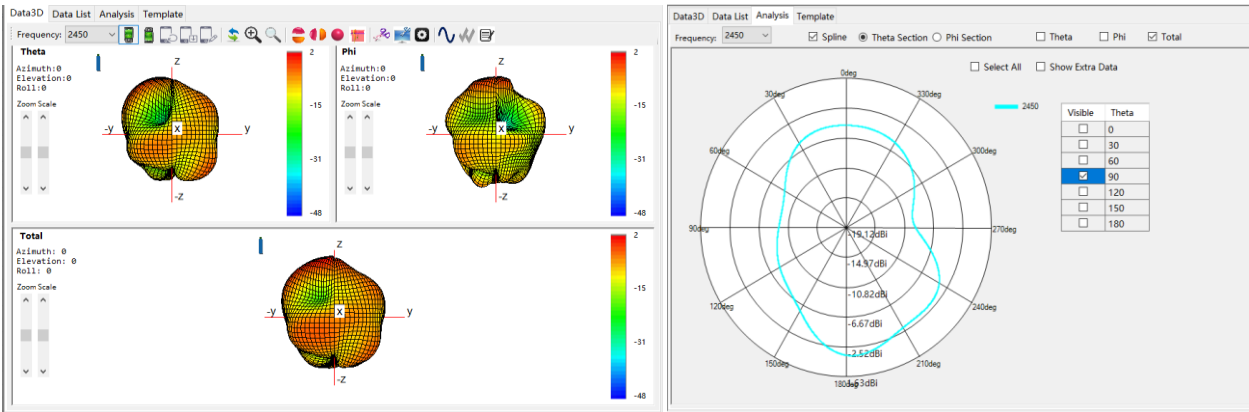 Data3D Data List Analysis Template
Frequency: 2450
Theta
Azimuth:0
Elevation:0
Roll:0
Zoom Scale
Z
-y X y
-Z
2
-15
-31
-48
Phi
Azimuth:0
Elevation:0
Roll:0
Zoom Scale
Z
-y X y
-Z
2
-15
-31
-48
Total
Azimuth: 0
Elevation: 0
Roll: 0
Zoom Scale
Z
-y X y
-Z
2
-15
-31
-48
Data3D Data List Analysis Template
Frequency: 2450 Spline Theta Section Phi Section Theta Phi Total
Select All Show Extra Data
0deg
30deg 330deg
2450
60deg 300deg
90deg 270deg
-19.12dBi
-14.97dBi
-10.82dBi
120deg 240deg
-6.67dBi
-2.52dBi
150deg 210deg
180deg
Visible Theta
0
30
60
90
120
150
180